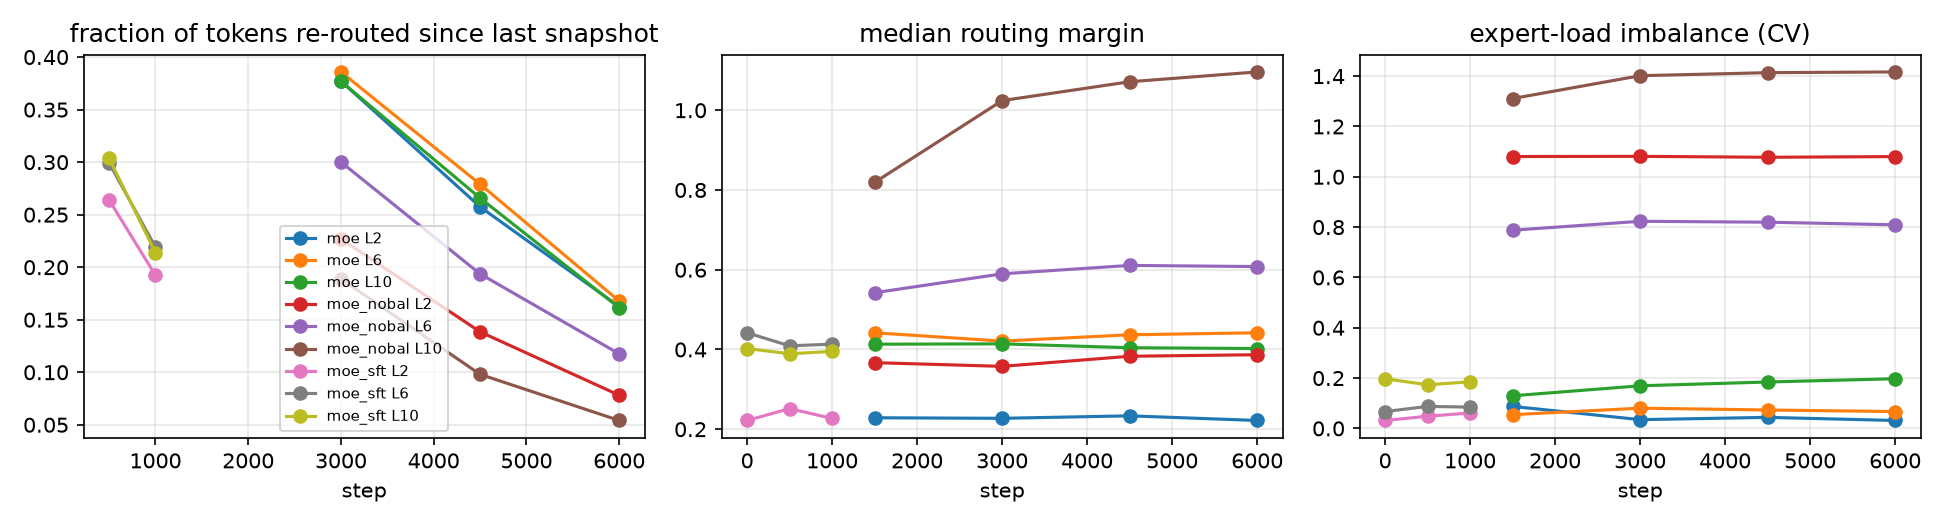 fraction of tokens re-routed since last snapshot
0.40
0.35
0.30
0.25
0.20
0.15
0.10
0.05
moe L2
moe L6
moe L10
moe_nobal L2
moe_nobal L6
moe_nobal L10
moe_sft L2
moe_sft L6
moe_sft L10
1000 2000 3000 4000 5000 6000
step
median routing margin
1.0
0.8
0.6
0.4
0.2
0 1000 2000 3000 4000 5000 6000
step
expert-load imbalance (CV)
1.4
1.2
1.0
0.8
0.6
0.4
0.2
0.0
0 1000 2000 3000 4000 5000 6000
step